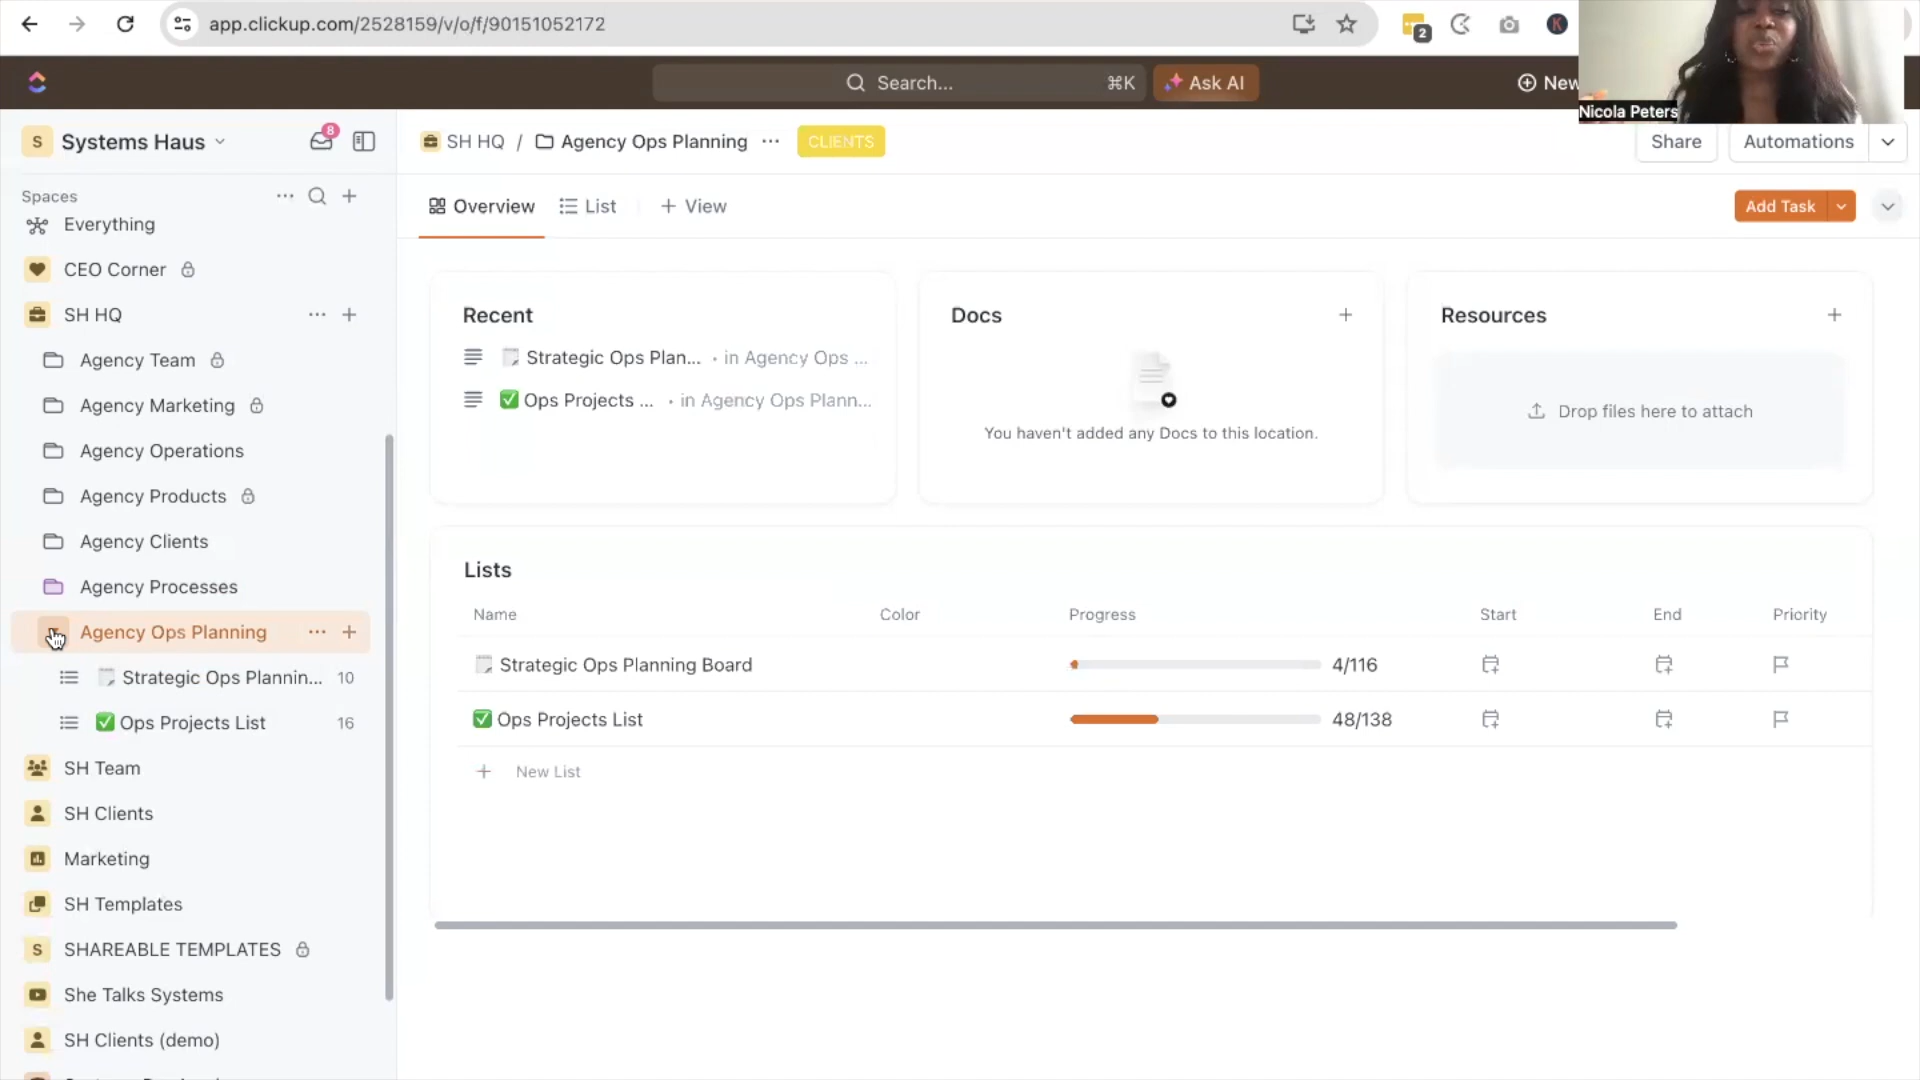 app.clickup.com/2528159/v/o/f/90151052172
2
K
Search...
⌘K
Ask AI
New
Nicola Peters
S
Systems Haus
8
SH HQ / Agency Ops Planning
CLIENTS
Share
Automations
Spaces
Everything
CEO Corner
SH HQ
Agency Team
Agency Marketing
Agency Operations
Agency Products
Agency Clients
Agency Processes
Agency Ops Planning
Strategic Ops Plannin... 10
Ops Projects List 16
SH Team
SH Clients
Marketing
SH Templates
S
SHAREABLE TEMPLATES
She Talks Systems
SH Clients (demo)
Overview
List
+ View
Add Task
Recent
Strategic Ops Plan... • in Agency Ops ...
Ops Projects ... • in Agency Ops Plann...
Docs
You haven't added any Docs to this location.
Resources
Drop files here to attach
Lists
Name Color Progress Start End Priority
Strategic Ops Planning Board 4/116
Ops Projects List 48/138
+ New List